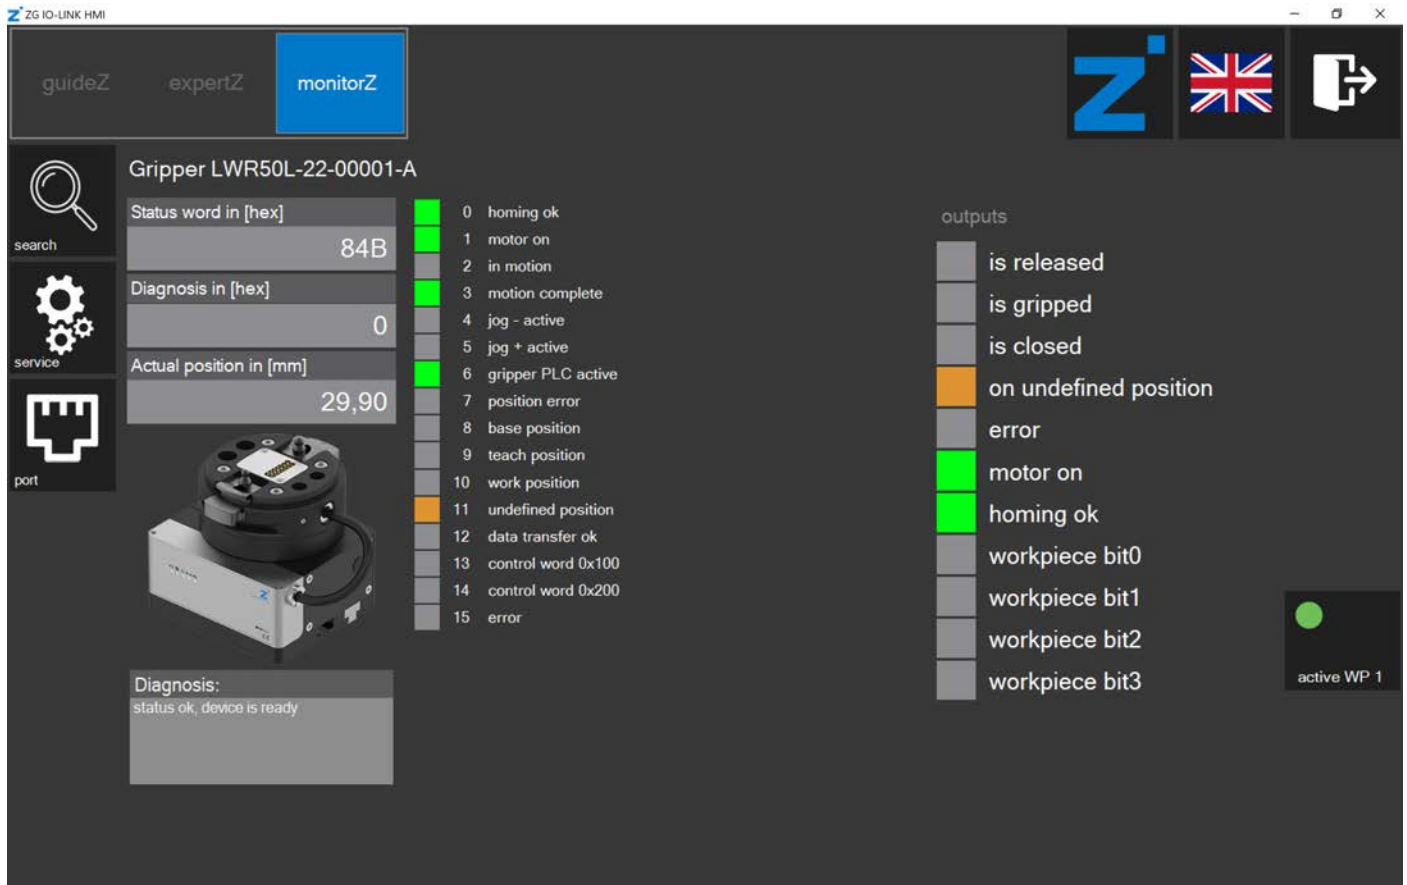 ZG IO-LINK HMI
guideZ expertZ monitorZ
Gripper LWR50L-22-00001-A
search
service
port
Status word in [hex]
84B
Diagnosis in [hex]
0
Actual position in [mm]
29,90
0 homing ok
1 motor on
2 in motion
3 motion complete
4 jog - active
5 jog + active
6 gripper PLC active
7 position error
8 base position
9 teach position
10 work position
11 undefined position
12 data transfer ok
13 control word 0x100
14 control word 0x200
15 error
Diagnosis:
status ok, device is ready
outputs
is released
is gripped
is closed
on undefined position
error
motor on
homing ok
workpiece bit0
workpiece bit1
workpiece bit2
workpiece bit3
active WP 1